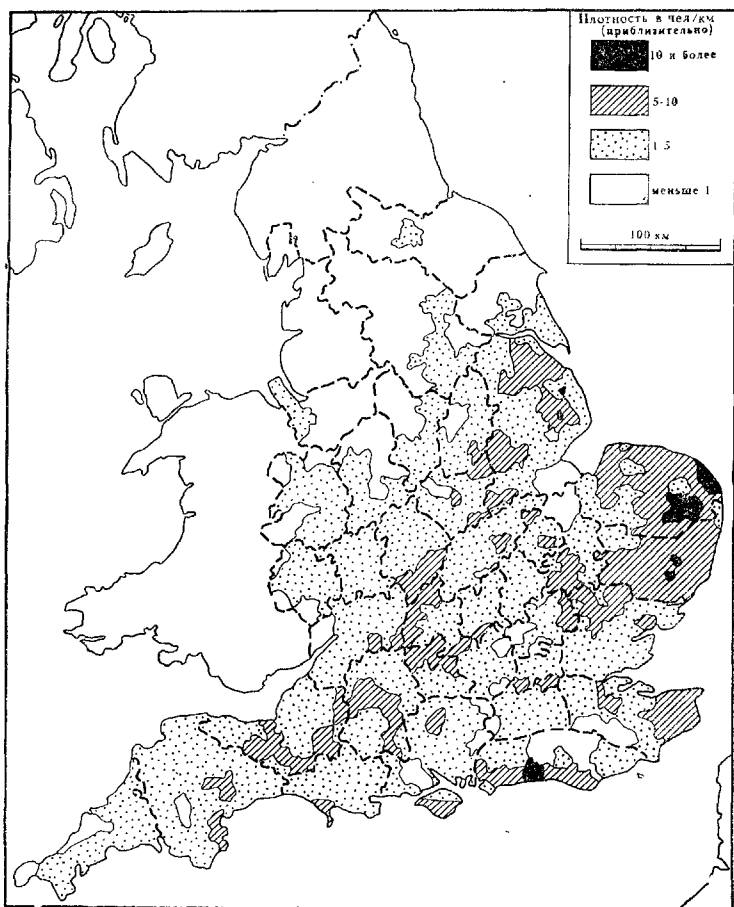 Плотность в чел/км
(приблизительно)
10 и более
5-10
1-5
меньше 1
100 км